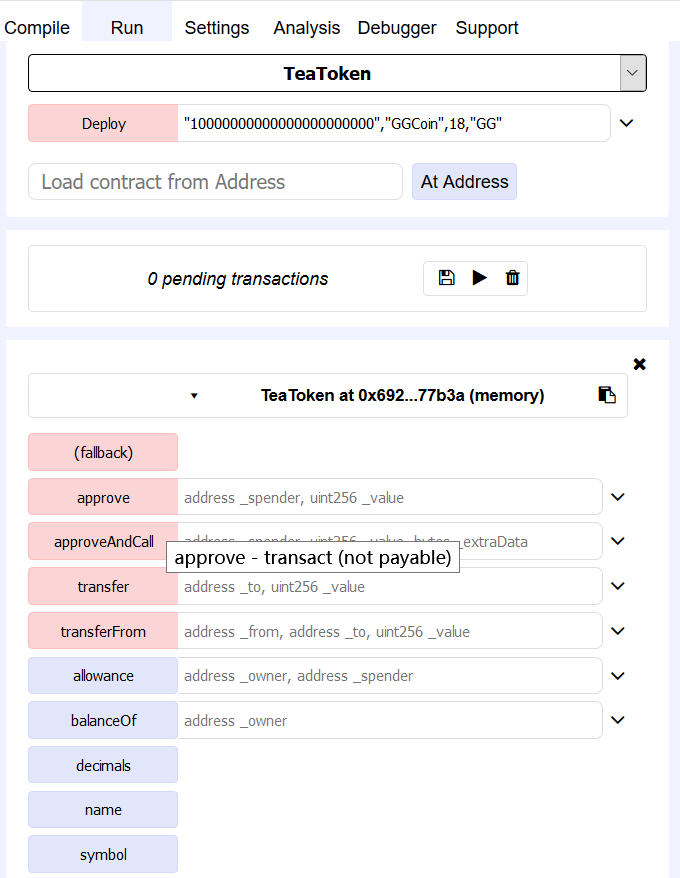 Compile Run Settings Analysis Debugger Support
TeaToken
Deploy "10000000000000000000000","GGCoin",18,"GG"
Load contract from Address At Address
0 pending transactions
TeaToken at 0x692...77b3a (memory)
(fallback)
approve address _spender, uint256 _value
approveAndCall address _spender, uint256 _value, bytes _extraData
approve - transact (not payable)
transfer address _to, uint256 _value
transferFrom address _from, address _to, uint256 _value
allowance address _owner, address _spender
balanceOf address _owner
decimals
name
symbol